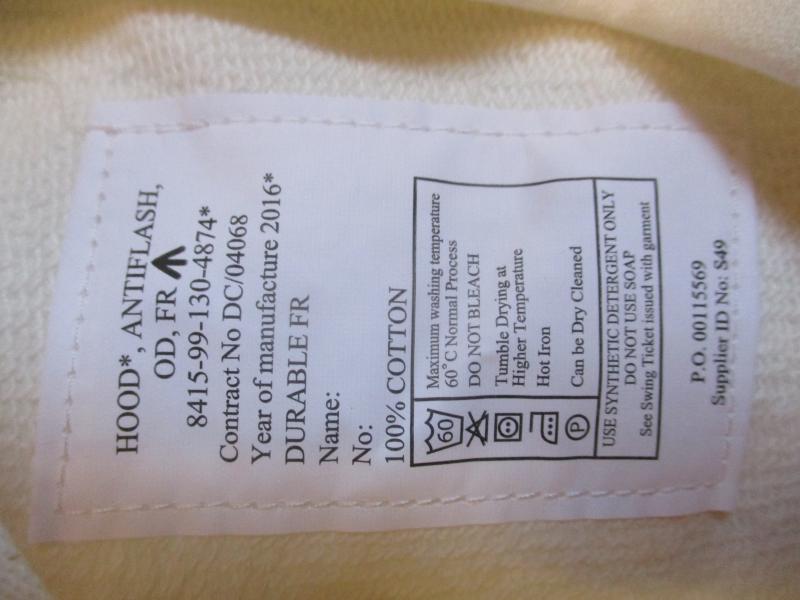 HOOD*, ANTIFLASH,
OD, FR
8415-99-130-4874*
Contract No DC/04068
Year of manufacture 2016*
DURABLE FR
Name:
No:
100% COTTON
60
Maximum washing temperature
60°C Normal Process
DO NOT BLEACH
Tumble Drying at
Higher Temperature
Hot Iron
P
Can be Dry Cleaned
USE SYNTHETIC DETERGENT ONLY
DO NOT USE SOAP
See Swing Ticket issued with garment
P.O. 00115569
Supplier ID No: S49